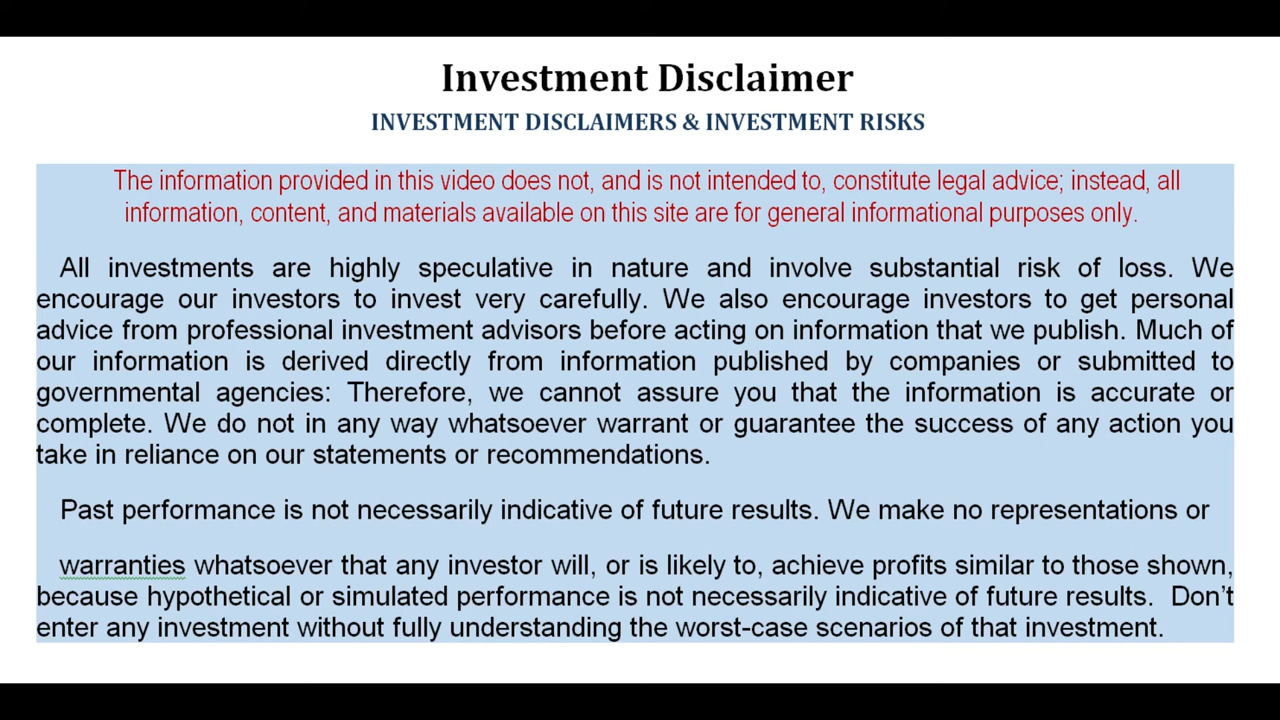 Investment Disclaimer
INVESTMENT DISCLAIMERS & INVESTMENT RISKS
The information provided in this video does not, and is not intended to, constitute legal advice; instead, all
information, content, and materials available on this site are for general informational purposes only.
All investments are highly speculative in nature and involve substantial risk of loss. We
encourage our investors to invest very carefully. We also encourage investors to get personal
advice from professional investment advisors before acting on information that we publish. Much of
our information is derived directly from information published by companies or submitted to
governmental agencies: Therefore, we cannot assure you that the information is accurate or
complete. We do not in any way whatsoever warrant or guarantee the success of any action you
take in reliance on our statements or recommendations.
Past performance is not necessarily indicative of future results. We make no representations or
warranties whatsoever that any investor will, or is likely to, achieve profits similar to those shown,
because hypothetical or simulated performance is not necessarily indicative of future results.  Don’t
enter any investment without fully understanding the worst-case scenarios of that investment.